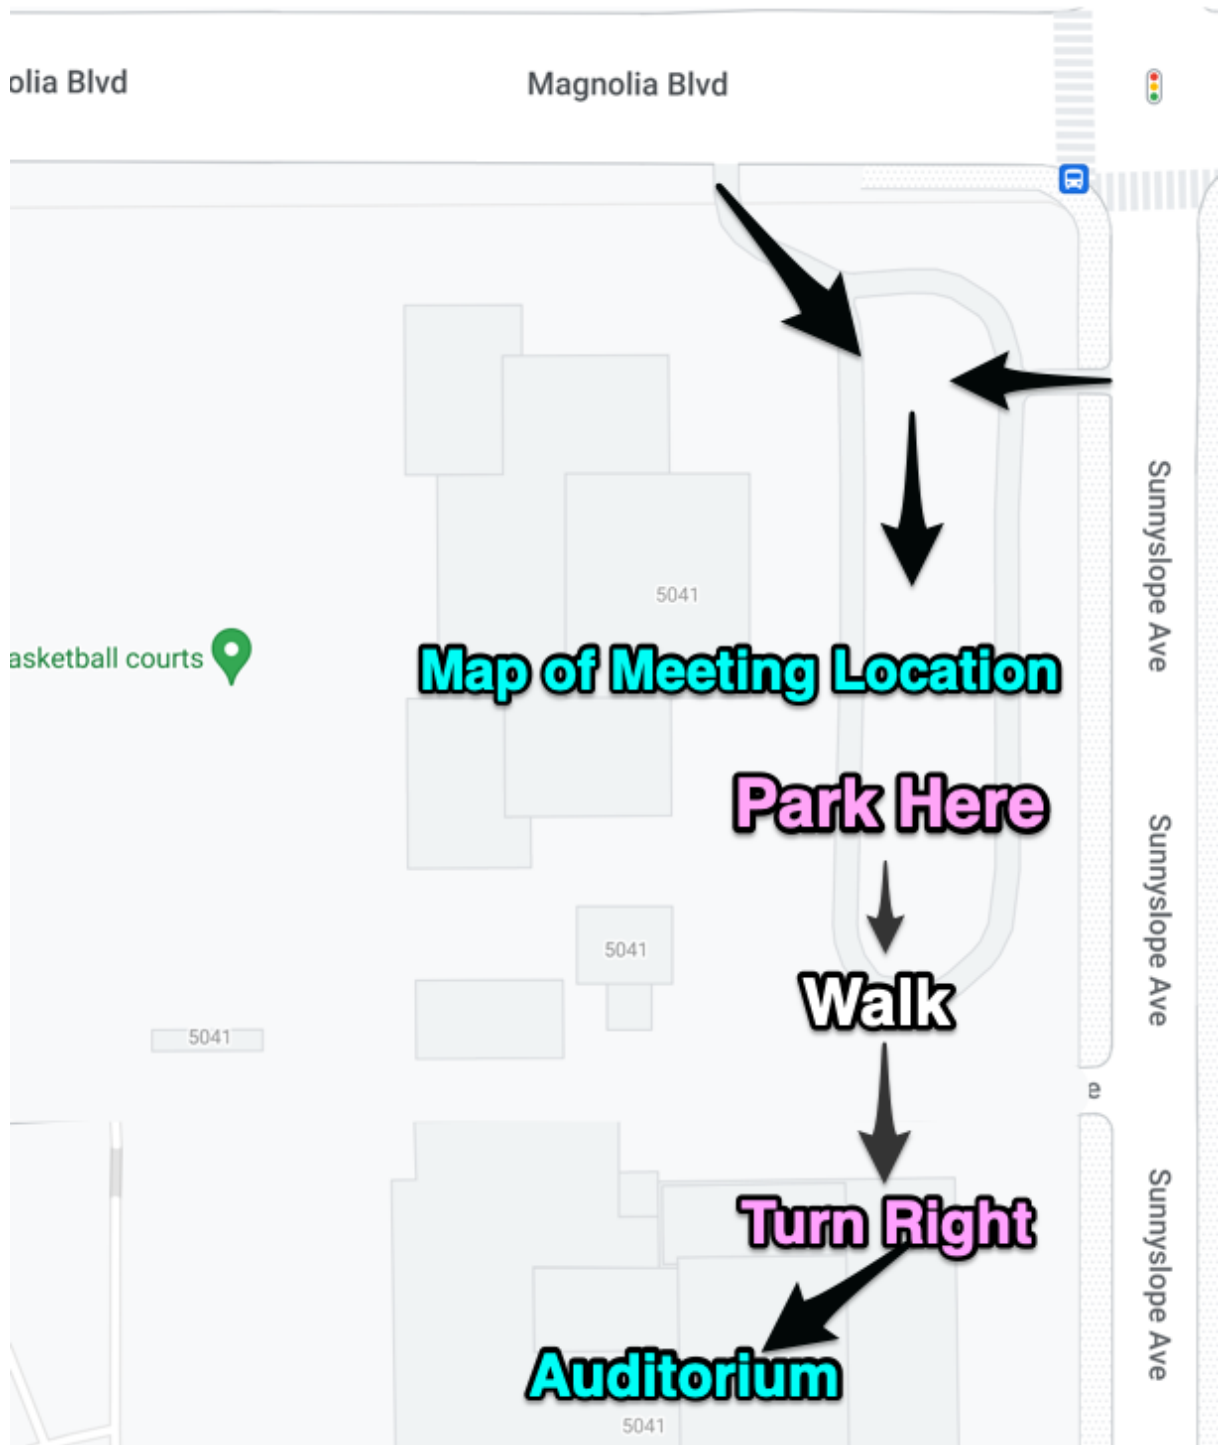 olia Blvd
Magnolia Blvd
Sunnyslope Ave
5041
asketball courts
Map of Meeting Location
Park Here
Sunnyslope Ave
5041
Walk
5041
Turn Right
Sunnyslope Ave
Auditorium
5041